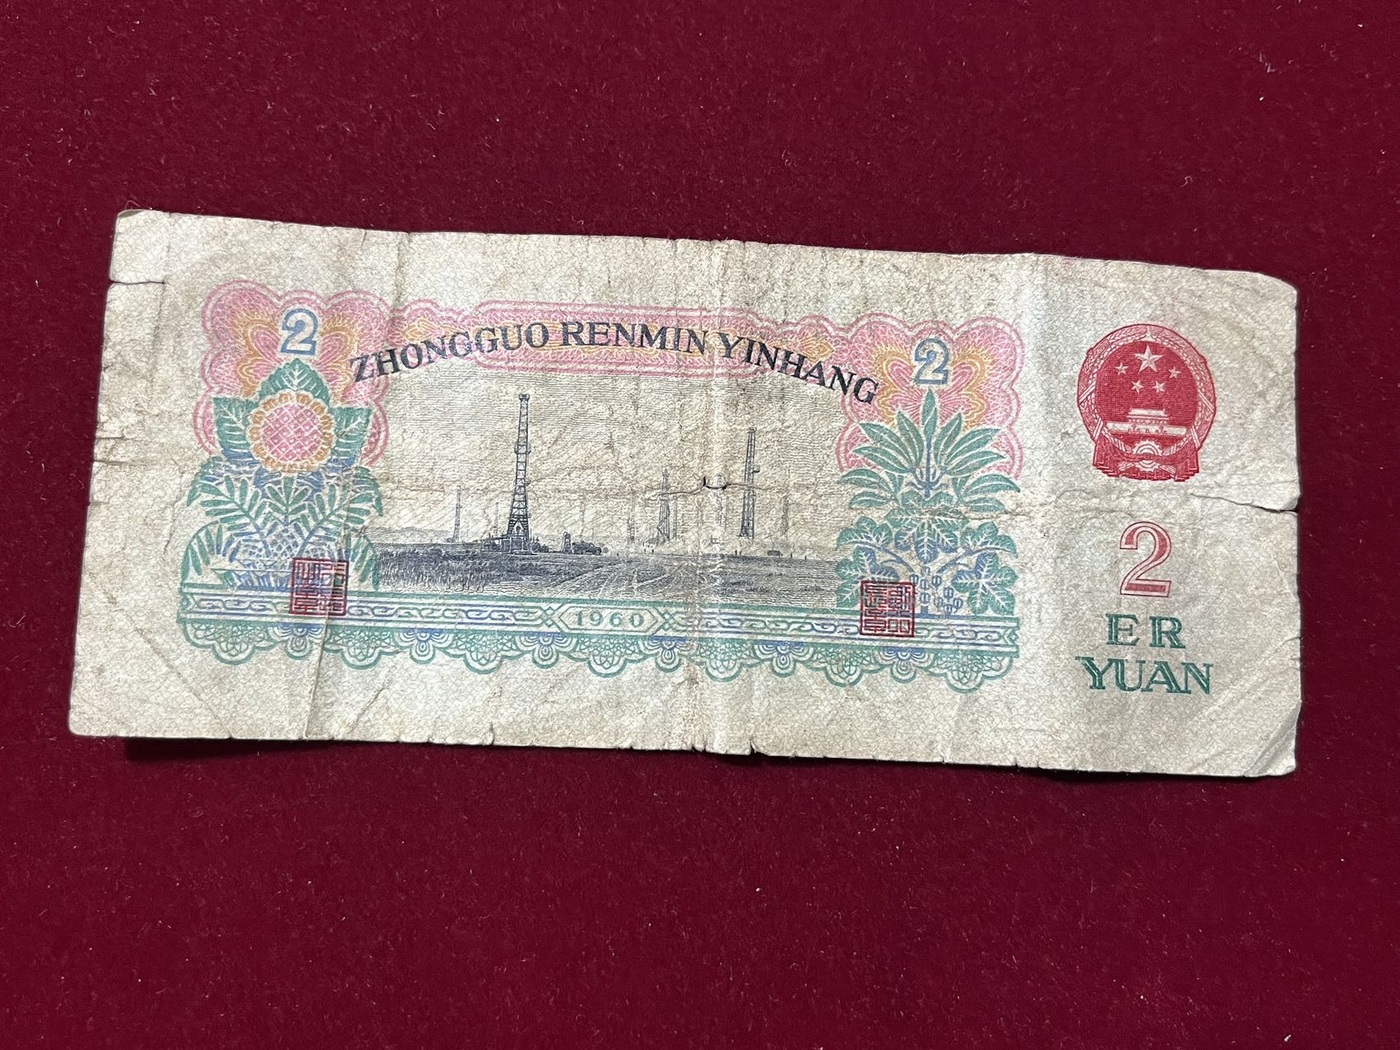 2
ZHONGGUO RENMIN YINHANG
2
1960
2
ER
YUAN